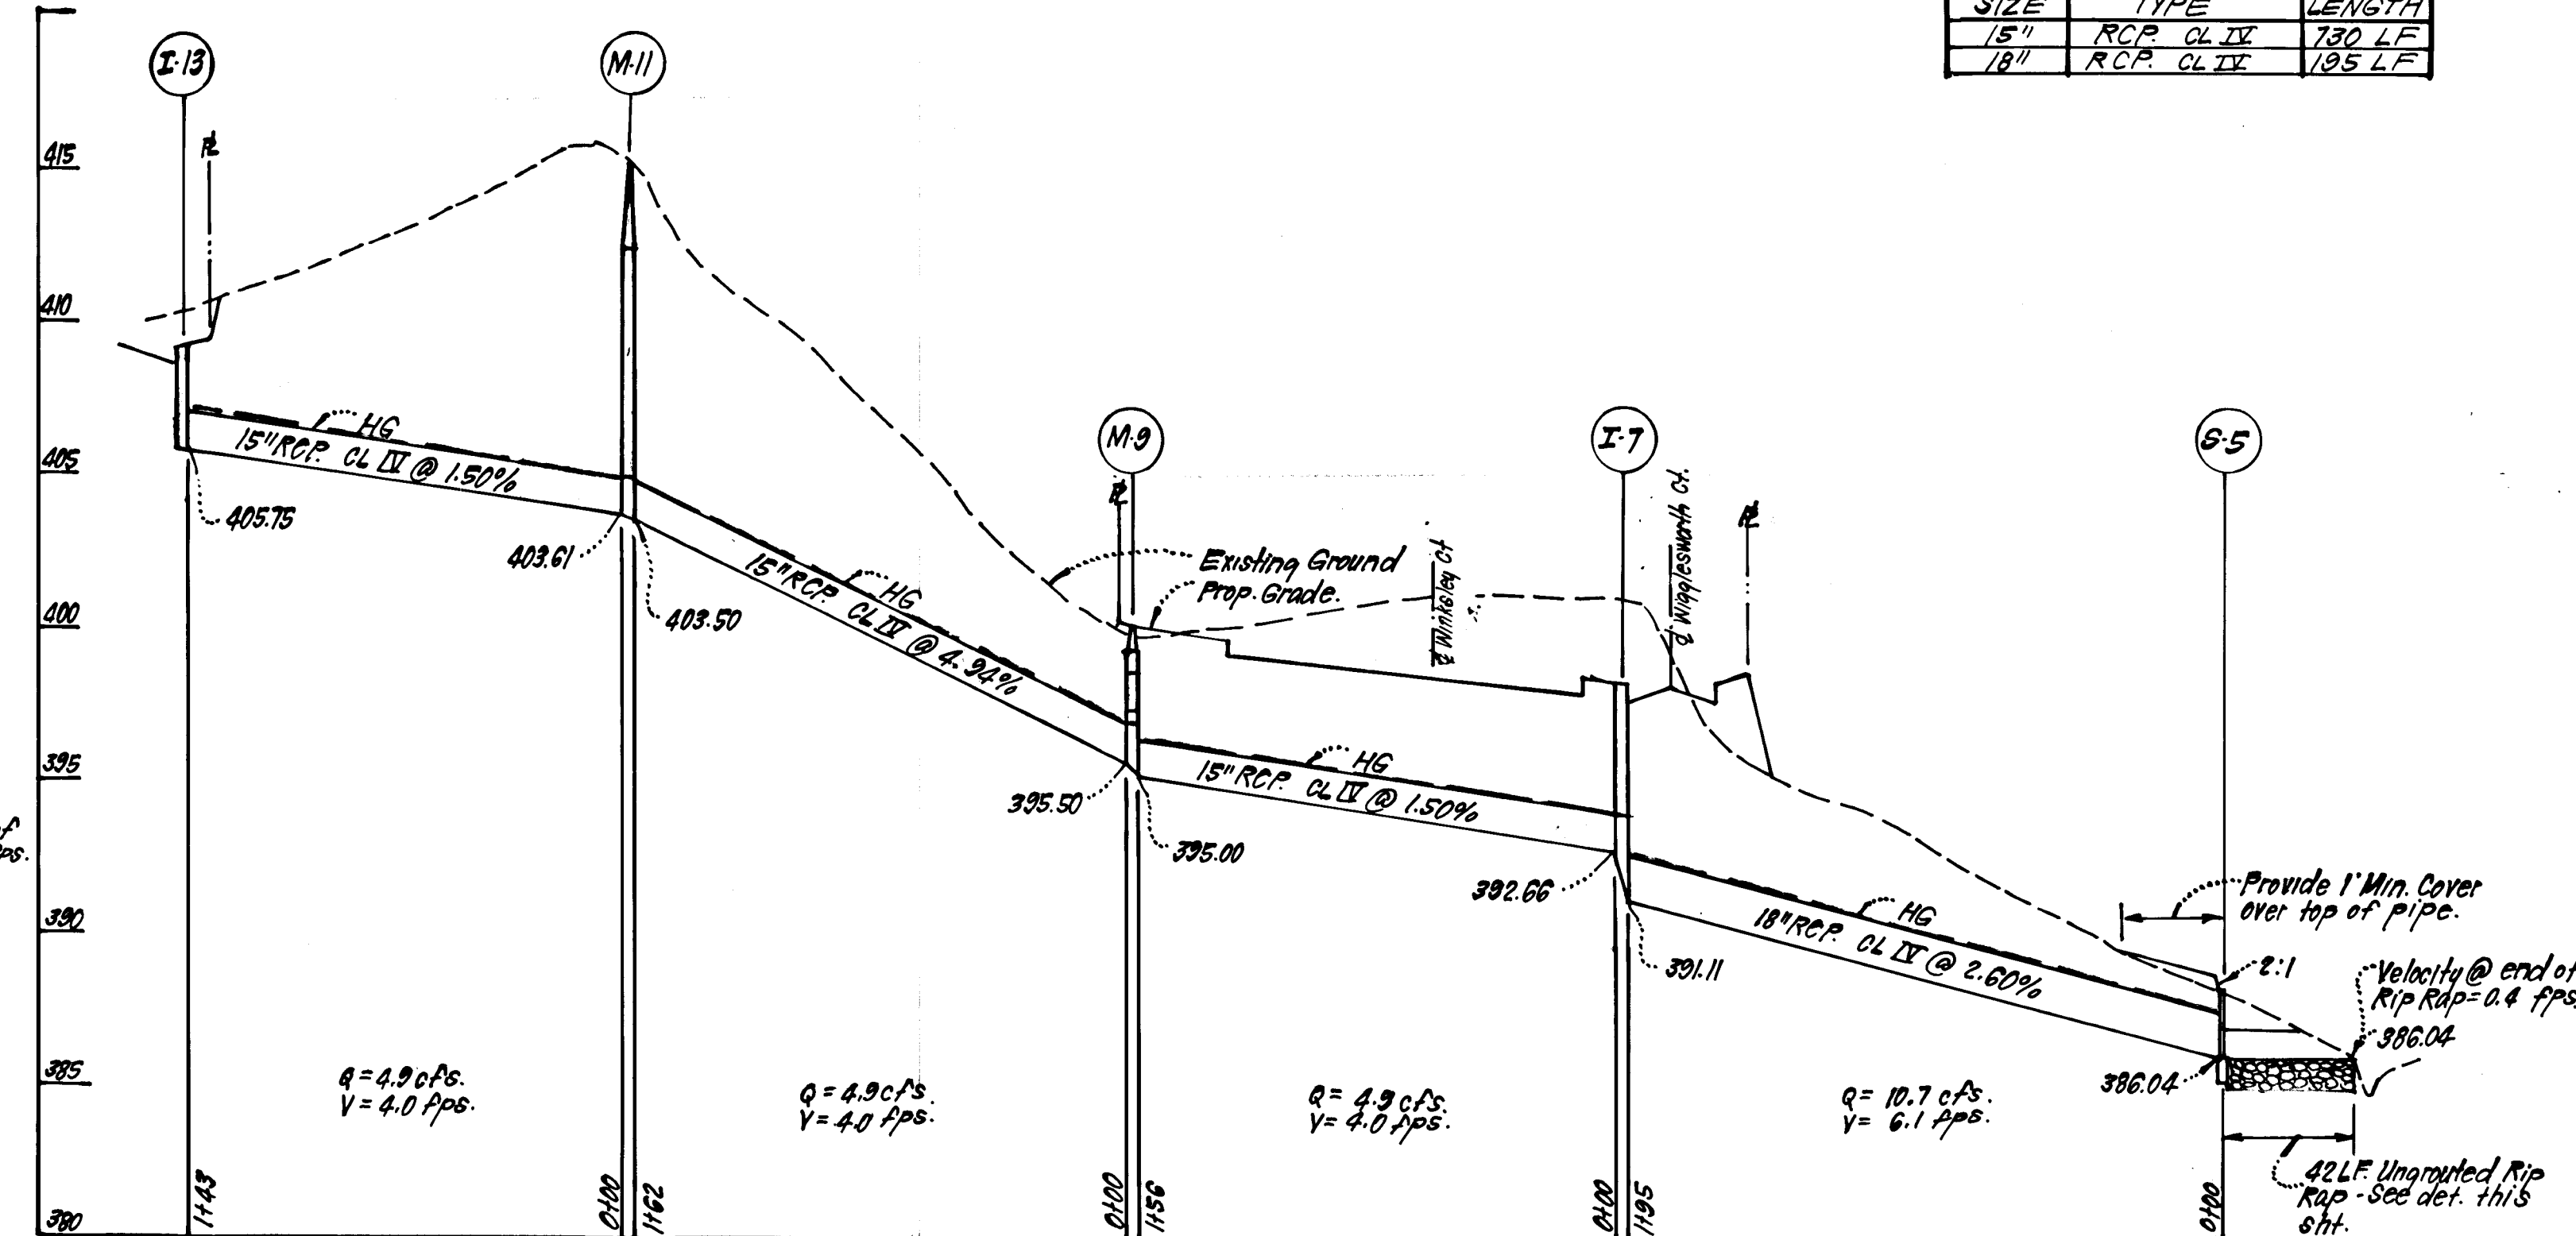 SIZE TYPE LENGTH
15" RCP. CL IV 730 LF
18" RCP. CL IV 195 LF
I-13
M-11
M-9
I-7
S-5
415
410
405
400
395
390
385
380
HG
15" RCP. CL IV @ 1.50%
405.75
403.61
HG
15" RCP. CL IV @ 4.94%
403.50
Existing Ground
Prop. Grade.
℄ Winksley Ct
℄ Wigglesworth Ct.
HG
15" RCP. CL IV @ 1.50%
395.50
395.00
392.66
HG
18" RCP. CL IV @ 2.60%
391.11
Provide 1' Min. Cover
over top of pipe.
2:1
Velocity @ end of
Rip Rap = 0.4 fps
386.04
386.04
Q = 4.9 cfs.
V = 4.0 fps.
Q = 4.9 cfs.
V = 4.0 fps.
Q = 4.9 cfs.
V = 4.0 fps.
Q = 10.7 cfs.
V = 6.1 fps.
42 LF. Ungrouted Rip
Rap - See det. this
sht.
1+43
0+00
1+62
0+00
1+56
0+00
1+95
0+00